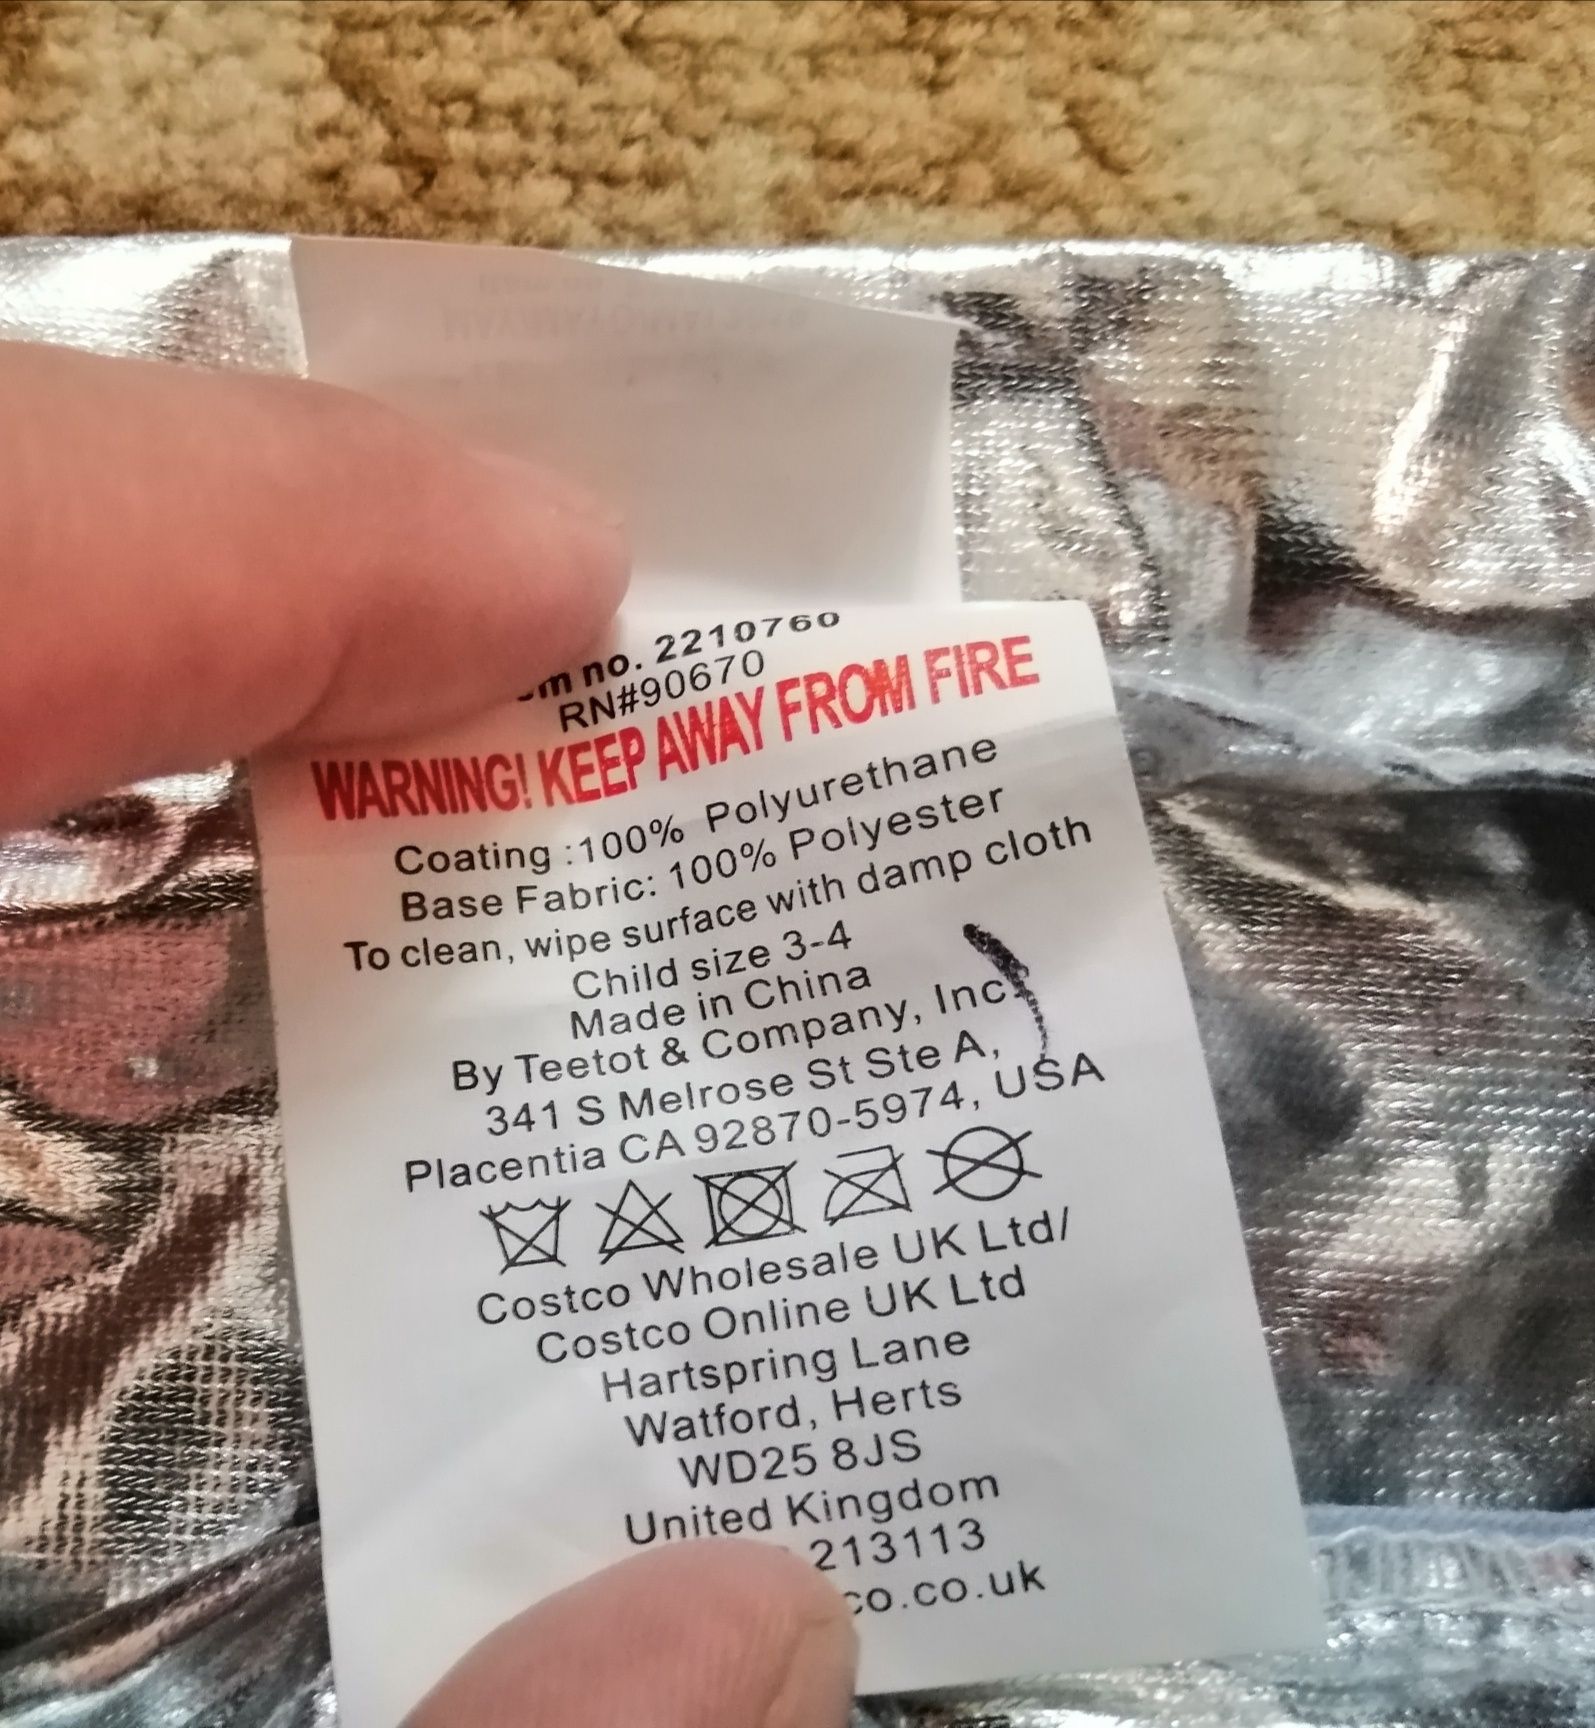 no. 2210760
RN#90670
WARNING! KEEP AWAY FROM FIRE
Coating :100% Polyurethane
Base Fabric: 100% Polyester
To clean, wipe surface with damp cloth
Child size 3-4
Made in China
By Teetot & Company, Inc.
341 S Melrose St Ste A,
Placentia CA 92870-5974, USA
Costco Wholesale UK Ltd/
Costco Online UK Ltd
Hartspring Lane
Watford, Herts
WD25 8JS
United Kingdom
213113
co.co.uk